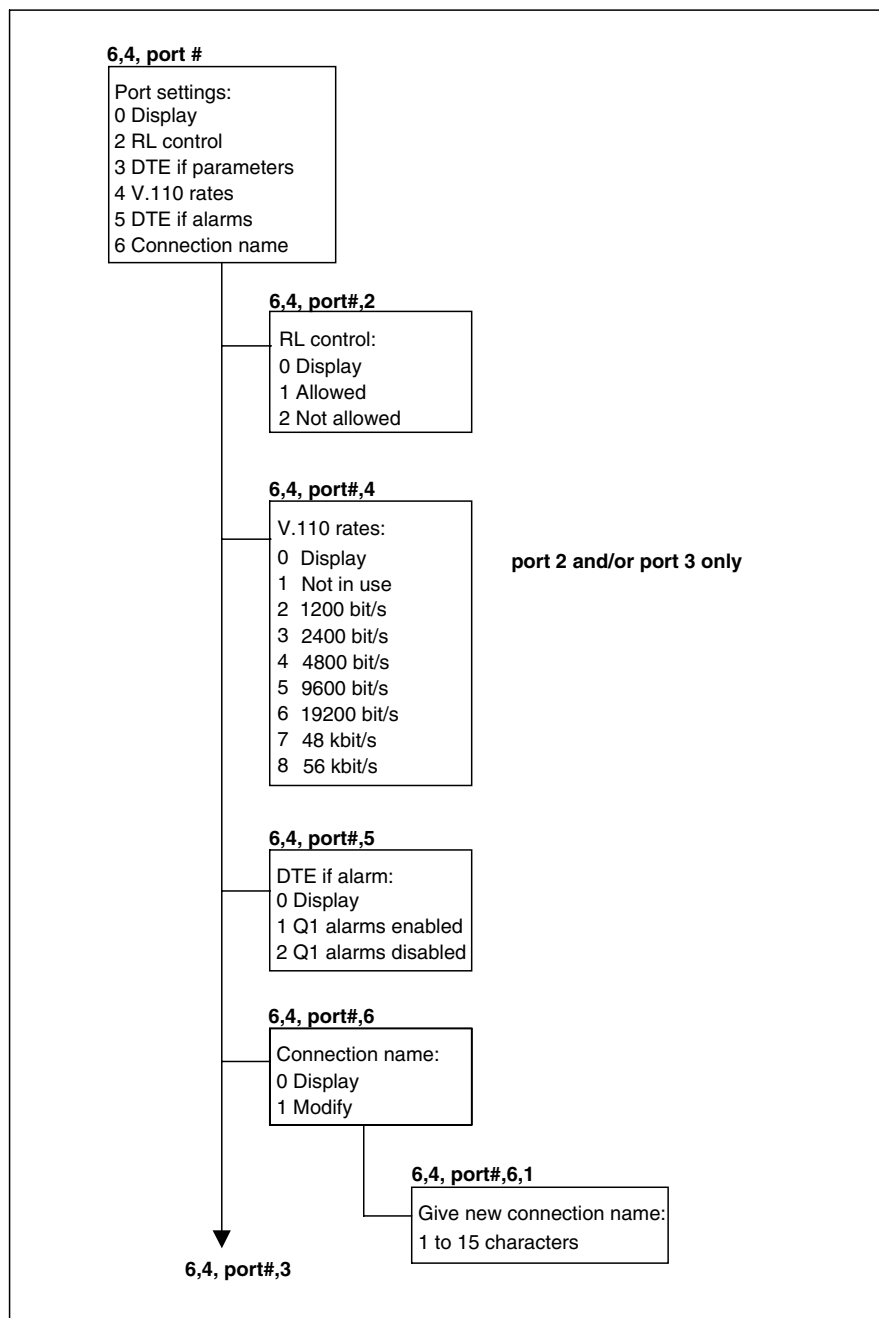 6,4, port #
Port settings:
0 Display
2 RL control
3 DTE if parameters
4 V.110 rates
5 DTE if alarms
6 Connection name
6,4, port#,2
RL control:
0 Display
1 Allowed
2 Not allowed
6,4, port#,4
V.110 rates:
0 Display
1 Not in use
2 1200 bit/s
3 2400 bit/s
4 4800 bit/s
5 9600 bit/s
6 19200 bit/s
7 48 kbit/s
8 56 kbit/s
port 2 and/or port 3 only
6,4, port#,5
DTE if alarm:
0 Display
1 Q1 alarms enabled
2 Q1 alarms disabled
6,4, port#,6
Connection name:
0 Display
1 Modify
6,4, port#,6,1
Give new connection name:
1 to 15 characters
6,4, port#,3